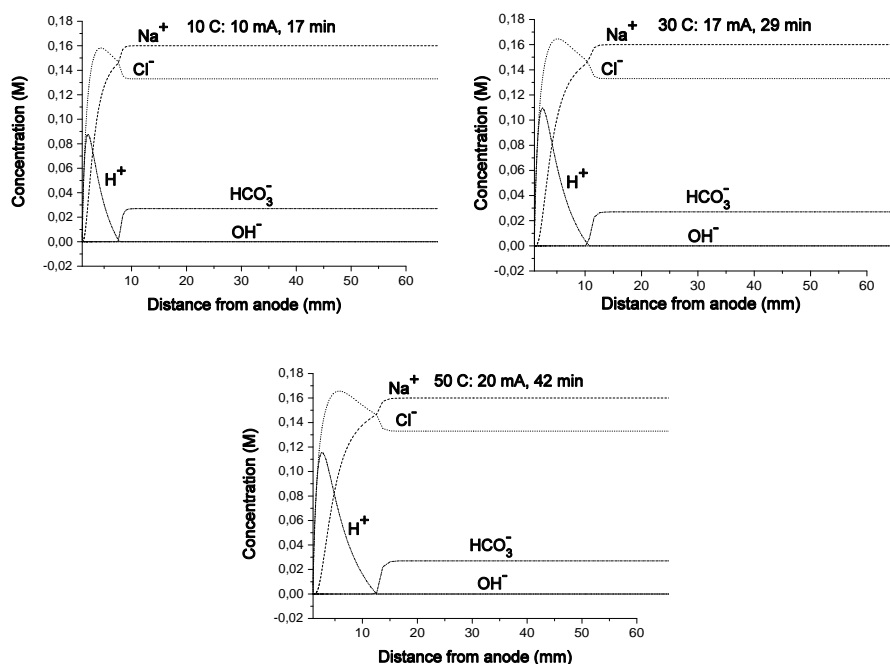 10 C: 10 mA, 17 min
0,18
0,16
0,14
0,12
0,10
0,08
0,06
0,04
0,02
0,00
-0,02
Concentration (M)
Na+
Cl-
H+
HCO3-
OH-
10 20 30 40 50 60
Distance from anode (mm)
30 C: 17 mA, 29 min
0,18
0,16
0,14
0,12
0,10
0,08
0,06
0,04
0,02
0,00
-0,02
Concentration (M)
Na+
Cl-
H+
HCO3-
OH-
10 20 30 40 50 60
Distance from anode (mm)
50 C: 20 mA, 42 min
0,18
0,16
0,14
0,12
0,10
0,08
0,06
0,04
0,02
0,00
-0,02
Concentration (M)
Na+
Cl-
H+
HCO3-
OH-
10 20 30 40 50 60
Distance from anode (mm)